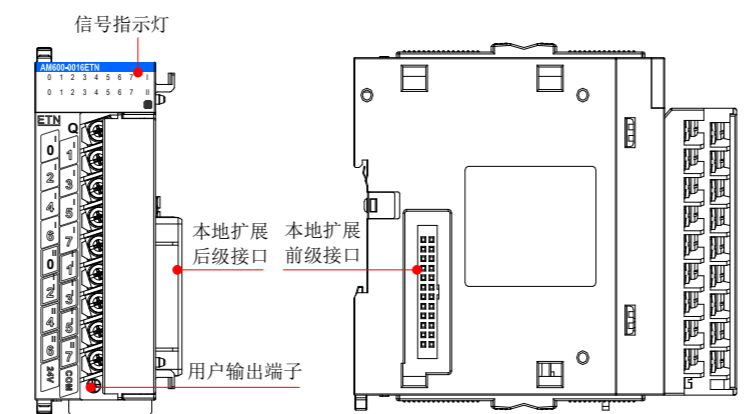 信号指示灯
AM600-0016ETN
0 1 2 3 4 5 6 7 I
0 1 2 3 4 5 6 7 II
ETN Q
0 1
2 3
4 5
6 7
0 1
2 3
4 5
6 7
24V COM
本地扩展
后级接口
本地扩展
前级接口
用户输出端子